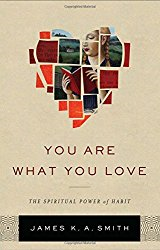 YOU ARE
WHAT YOU LOVE
THE SPIRITUAL POWER of HABIT
JAMES K. A. SMITH